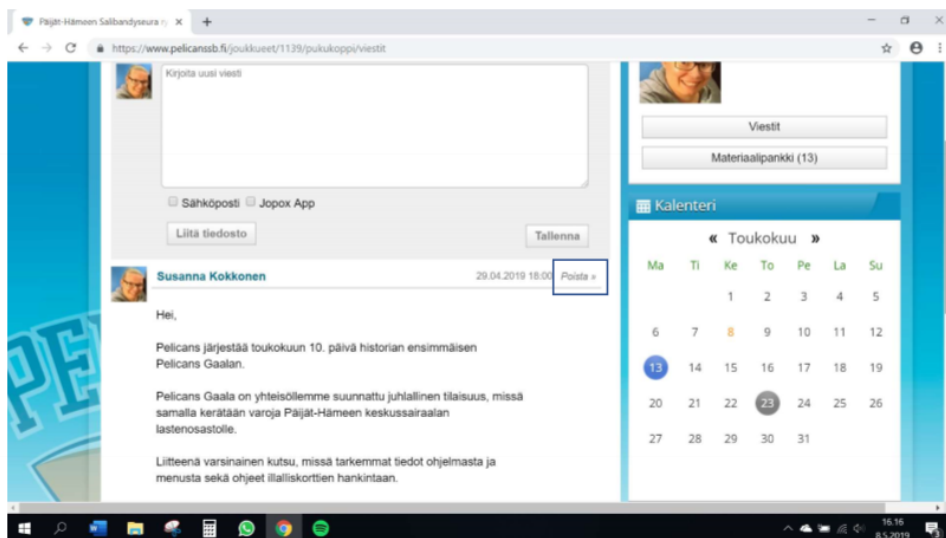 Päijät-Hämeen Salibandyseura ry
https://www.pelicanssb.fi/joukkueet/1139/pukukoppi/viestit
Kirjoita uusi viesti
Sähköposti Jopox App
Liitä tiedosto Tallenna
Susanna Kokkonen 29.04.2019 18:00 Poista »
Hei,
Pelicans järjestää toukokuun 10. päivä historian ensimmäisen
Pelicans Gaalan.
Pelicans Gaala on yhteisöllemme suunnattu juhlallinen tilaisuus, missä
samalla kerätään varoja Päijät-Hämeen keskussairaalan
lastenosastolle.
Liitteenä varsinainen kutsu, missä tarkemmat tiedot ohjelmasta ja
menusta sekä ohjeet illalliskorttien hankintaan.
Viestit
Materiaalipankki (13)
Kalenteri
« Toukokuu »
Ma Ti Ke To Pe La Su
1 2 3 4 5
6 7 8 9 10 11 12
13 14 15 16 17 18 19
20 21 22 23 24 25 26
27 28 29 30 31
16.16
8.5.2019